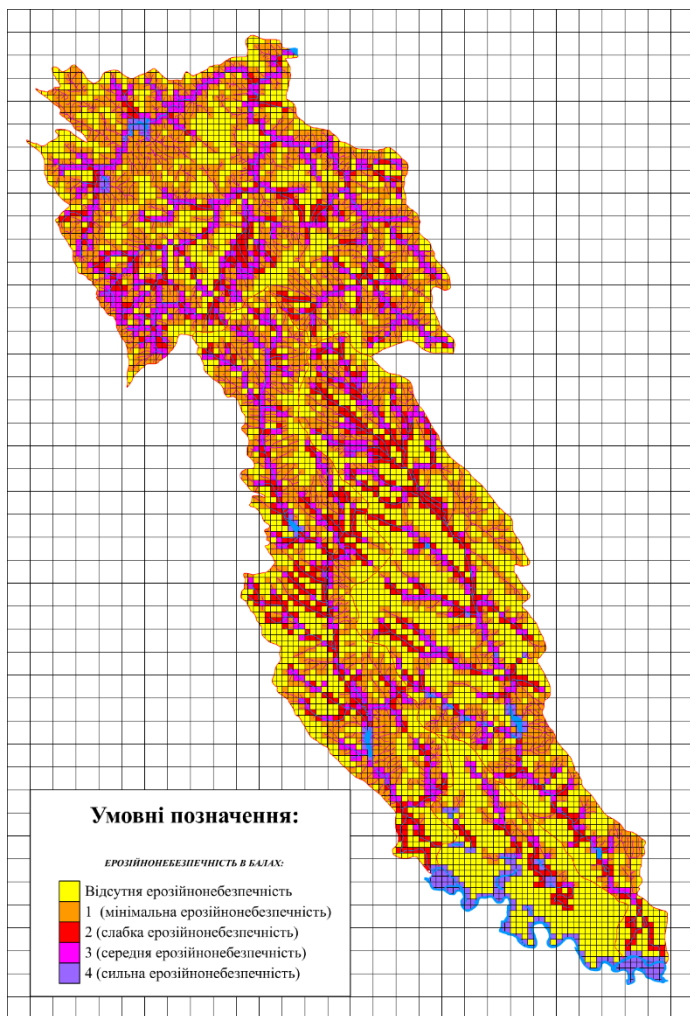 Умовні позначення:
ЕРОЗІЙНОНЕБЕЗПЕЧНІСТЬ В БАЛАХ:
Відсутня ерозійнонебезпечність
1 (мінімальна ерозійнонебезпечність)
2 (слабка ерозійнонебезпечність)
3 (середня ерозійнонебезпечність)
4 (сильна ерозійнонебезпечність)